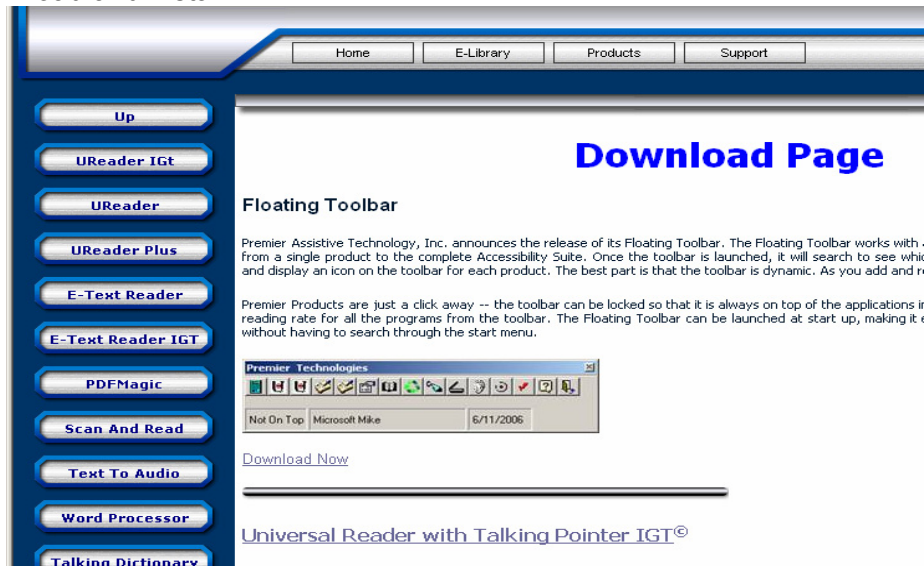 Home E-Library Products Support
Up
UReader IGt
UReader
UReader Plus
E-Text Reader
E-Text Reader IGT
PDFMagic
Scan And Read
Text To Audio
Word Processor
Talking Dictionary
Download Page
Floating Toolbar
Premier Assistive Technology, Inc. announces the release of its Floating Toolbar. The Floating Toolbar works with
from a single product to the complete Accessibility Suite. Once the toolbar is launched, it will search to see
and display an icon on the toolbar for each product. The best part is that the toolbar is dynamic. As you add and
Premier Products are just a click away -- the toolbar can be locked so that it is always on top of the applications
reading rate for all the programs from the toolbar. The Floating Toolbar can be launched at start up, making it
without having to search through the start menu.
Premier Technologies
Not On Top Microsoft Mike 6/11/2006
Download Now
Universal Reader with Talking Pointer IGT©